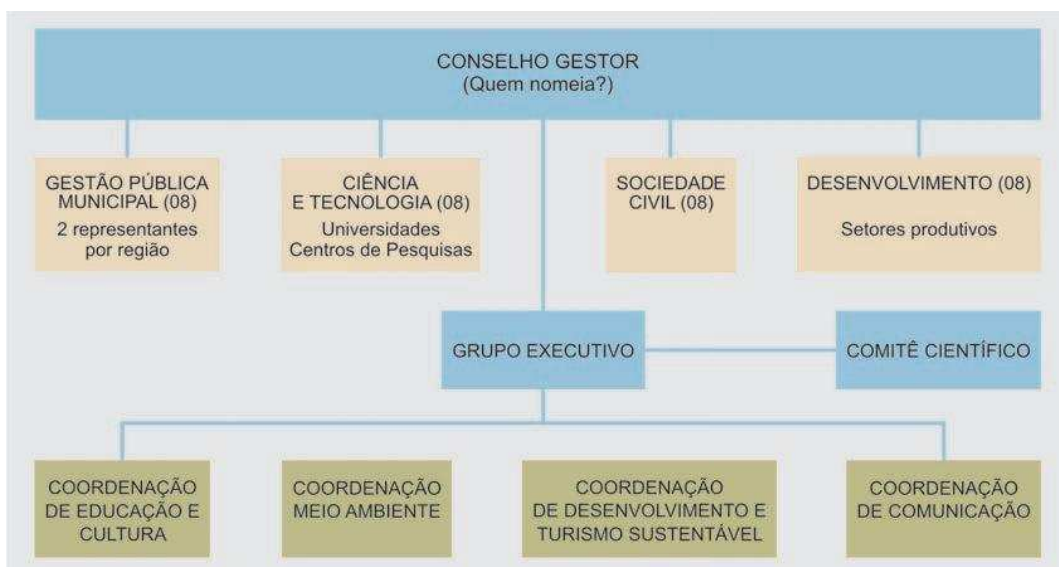 CONSELHO GESTOR
(Quem nomeia?)
GESTÃO PÚBLICA
MUNICIPAL (08)
2 representantes
por região
CIÊNCIA
E TECNOLOGIA (08)
Universidades
Centros de Pesquisas
SOCIEDADE
CIVIL (08)
DESENVOLVIMENTO (08)
Setores produtivos
GRUPO EXECUTIVO
COMITÊ CIENTÍFICO
COORDENAÇÃO
DE EDUCAÇÃO E
CULTURA
COORDENAÇÃO
MEIO AMBIENTE
COORDENAÇÃO
DE DESENVOLVIMENTO E
TURISMO SUSTENTÁVEL
COORDENAÇÃO
DE COMUNICAÇÃO